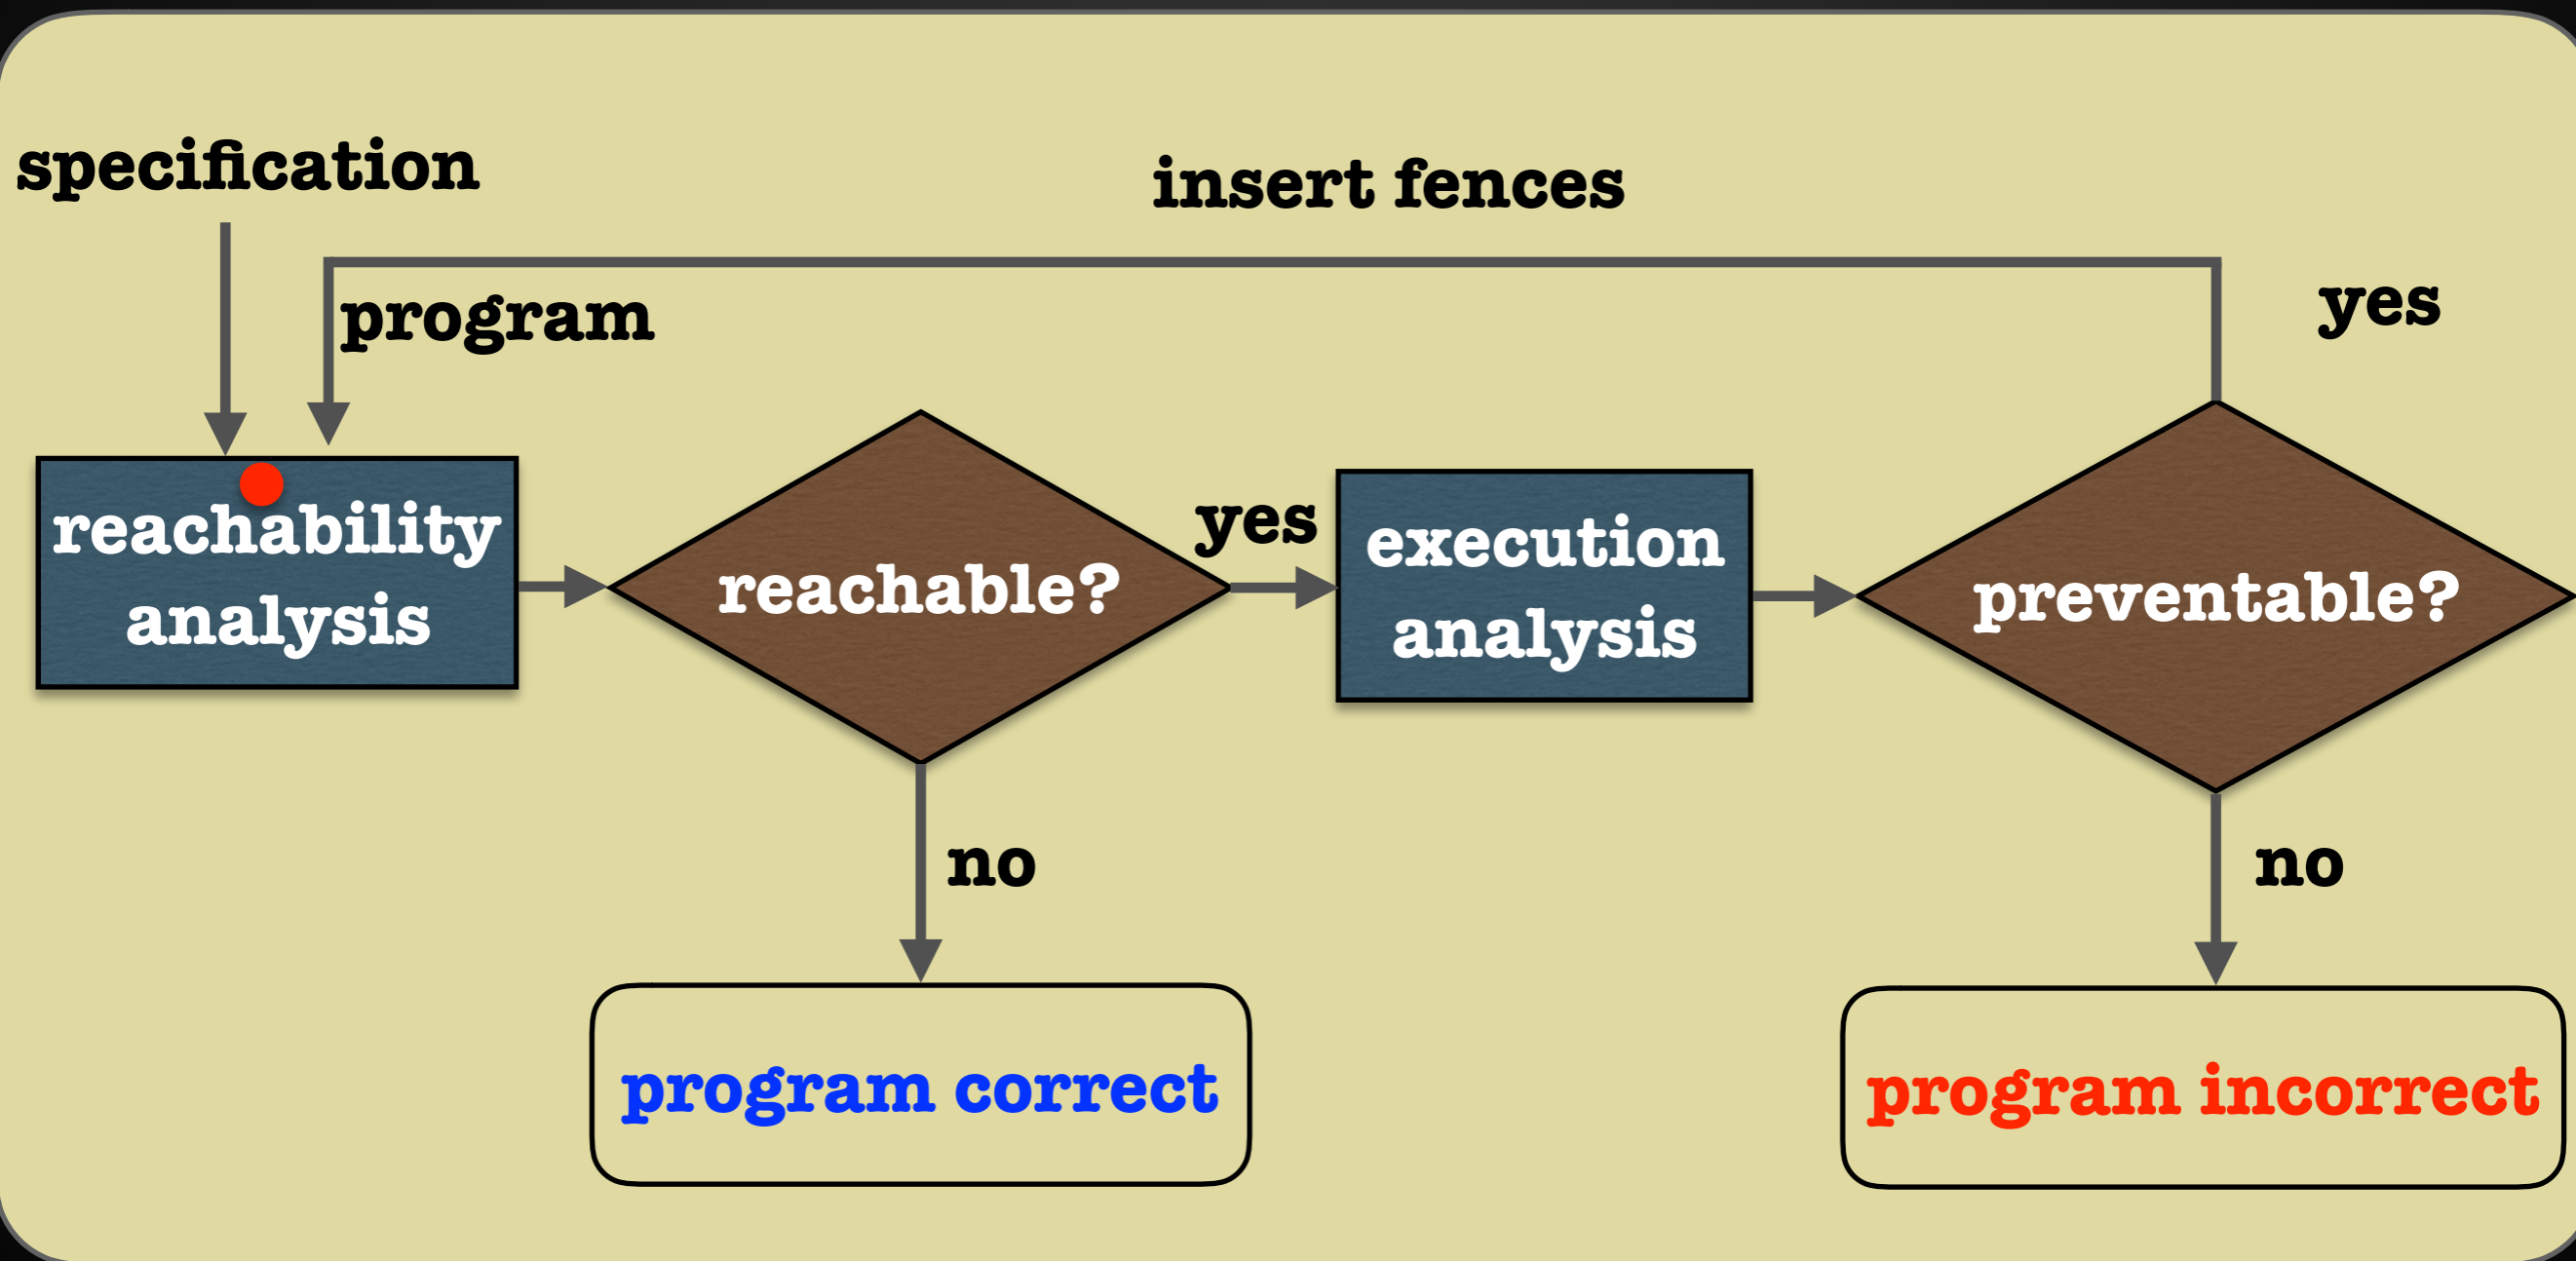 specification
insert fences
program
yes
reachability
analysis
reachable?
yes
execution
analysis
preventable?
no
no
program correct
program incorrect